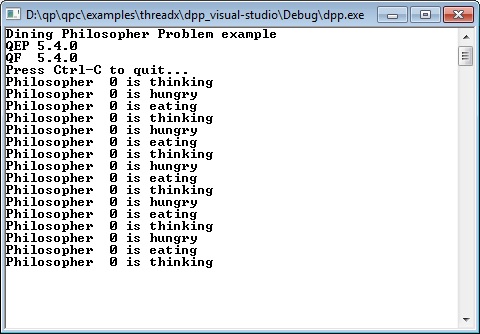 D:\qp\qpc\examples\threadx\dpp_visual-studio\Debug\dpp.exe
Dining Philosopher Problem example
QEP 5.4.0
QF  5.4.0
Press Ctrl-C to quit...
Philosopher  0 is thinking
Philosopher  0 is hungry
Philosopher  0 is eating
Philosopher  0 is thinking
Philosopher  0 is hungry
Philosopher  0 is eating
Philosopher  0 is thinking
Philosopher  0 is hungry
Philosopher  0 is eating
Philosopher  0 is thinking
Philosopher  0 is hungry
Philosopher  0 is eating
Philosopher  0 is thinking
Philosopher  0 is hungry
Philosopher  0 is eating
Philosopher  0 is thinking